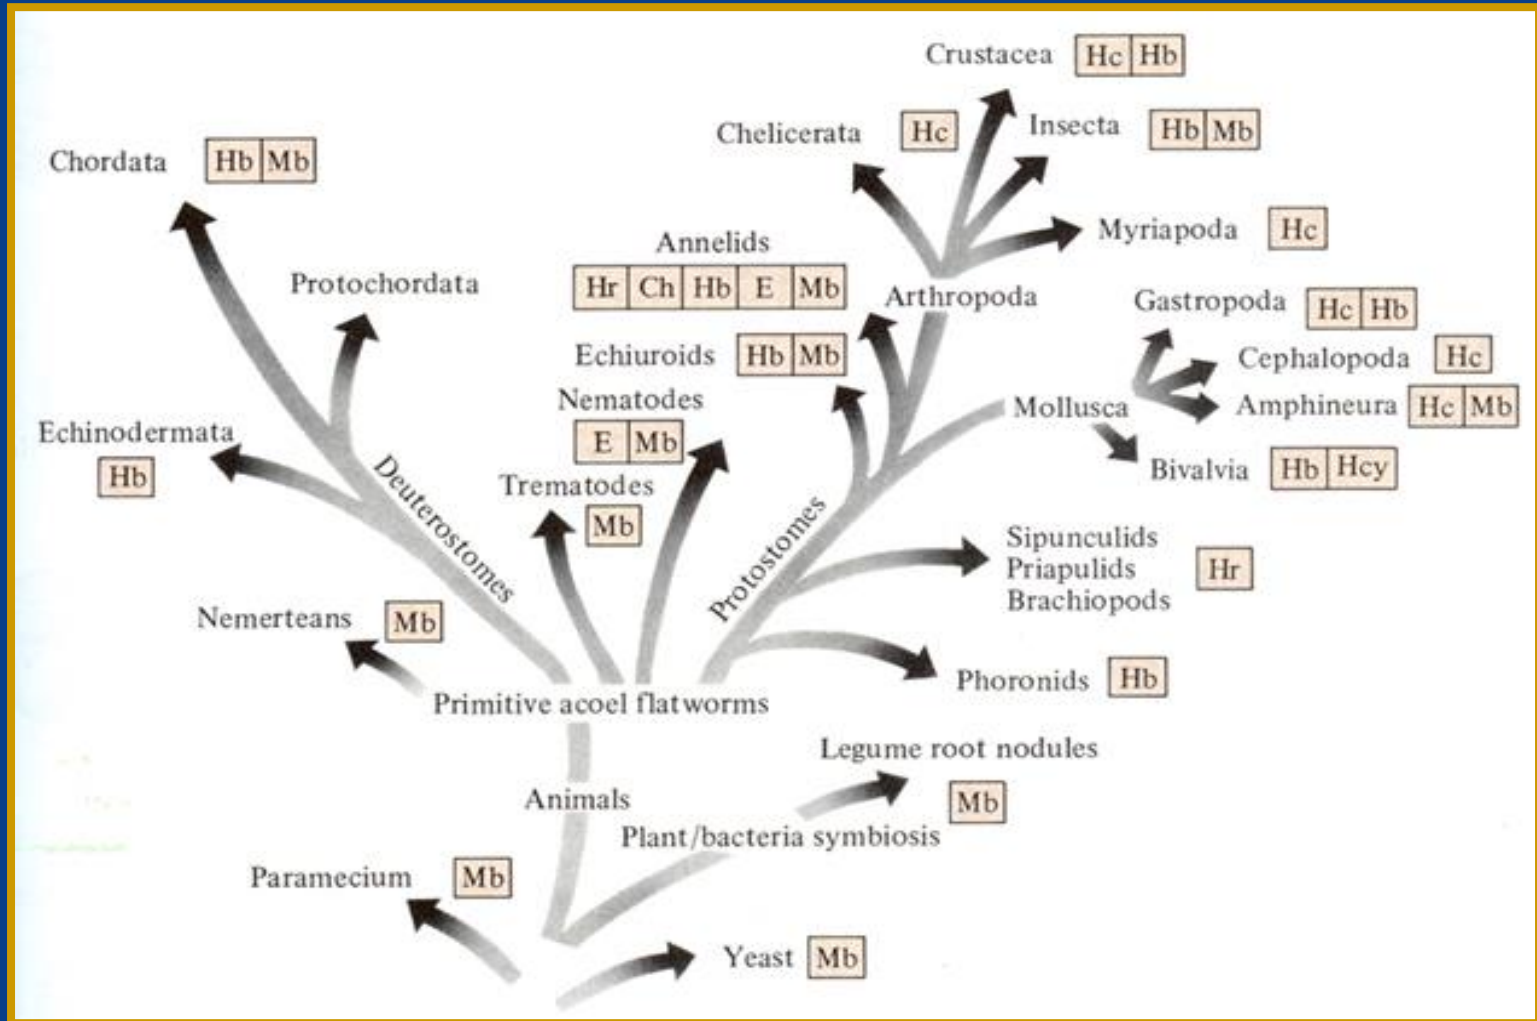 Crustacea Hc Hb
Chelicerata Hc
Insecta Hb Mb
Chordata Hb Mb
Myriapoda Hc
Annelids
Hr Ch Hb E Mb
Protochordata
Arthropoda
Gastropoda Hc Hb
Echiuroids Hb Mb
Cephalopoda Hc
Nematodes
E Mb
Mollusca
Amphineura Hc Mb
Echinodermata
Hb
Bivalvia Hb Hcy
Deuterostomes
Trematodes
Mb
Protostomes
Sipunculids
Priapulids
Brachiopods
Hr
Nemerteans Mb
Phoronids Hb
Primitive acoel flatworms
Legume root nodules
Mb
Animals
Plant/bacteria symbiosis
Paramecium Mb
Yeast Mb